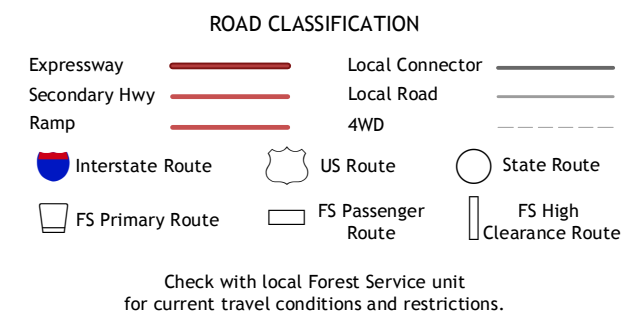 ROAD CLASSIFICATION
Expressway
Local Connector
Secondary Hwy
Local Road
Ramp
4WD
Interstate Route
US Route
State Route
FS Primary Route
FS Passenger
Route
FS High
Clearance Route
Check with local Forest Service unit
for current travel conditions and restrictions.